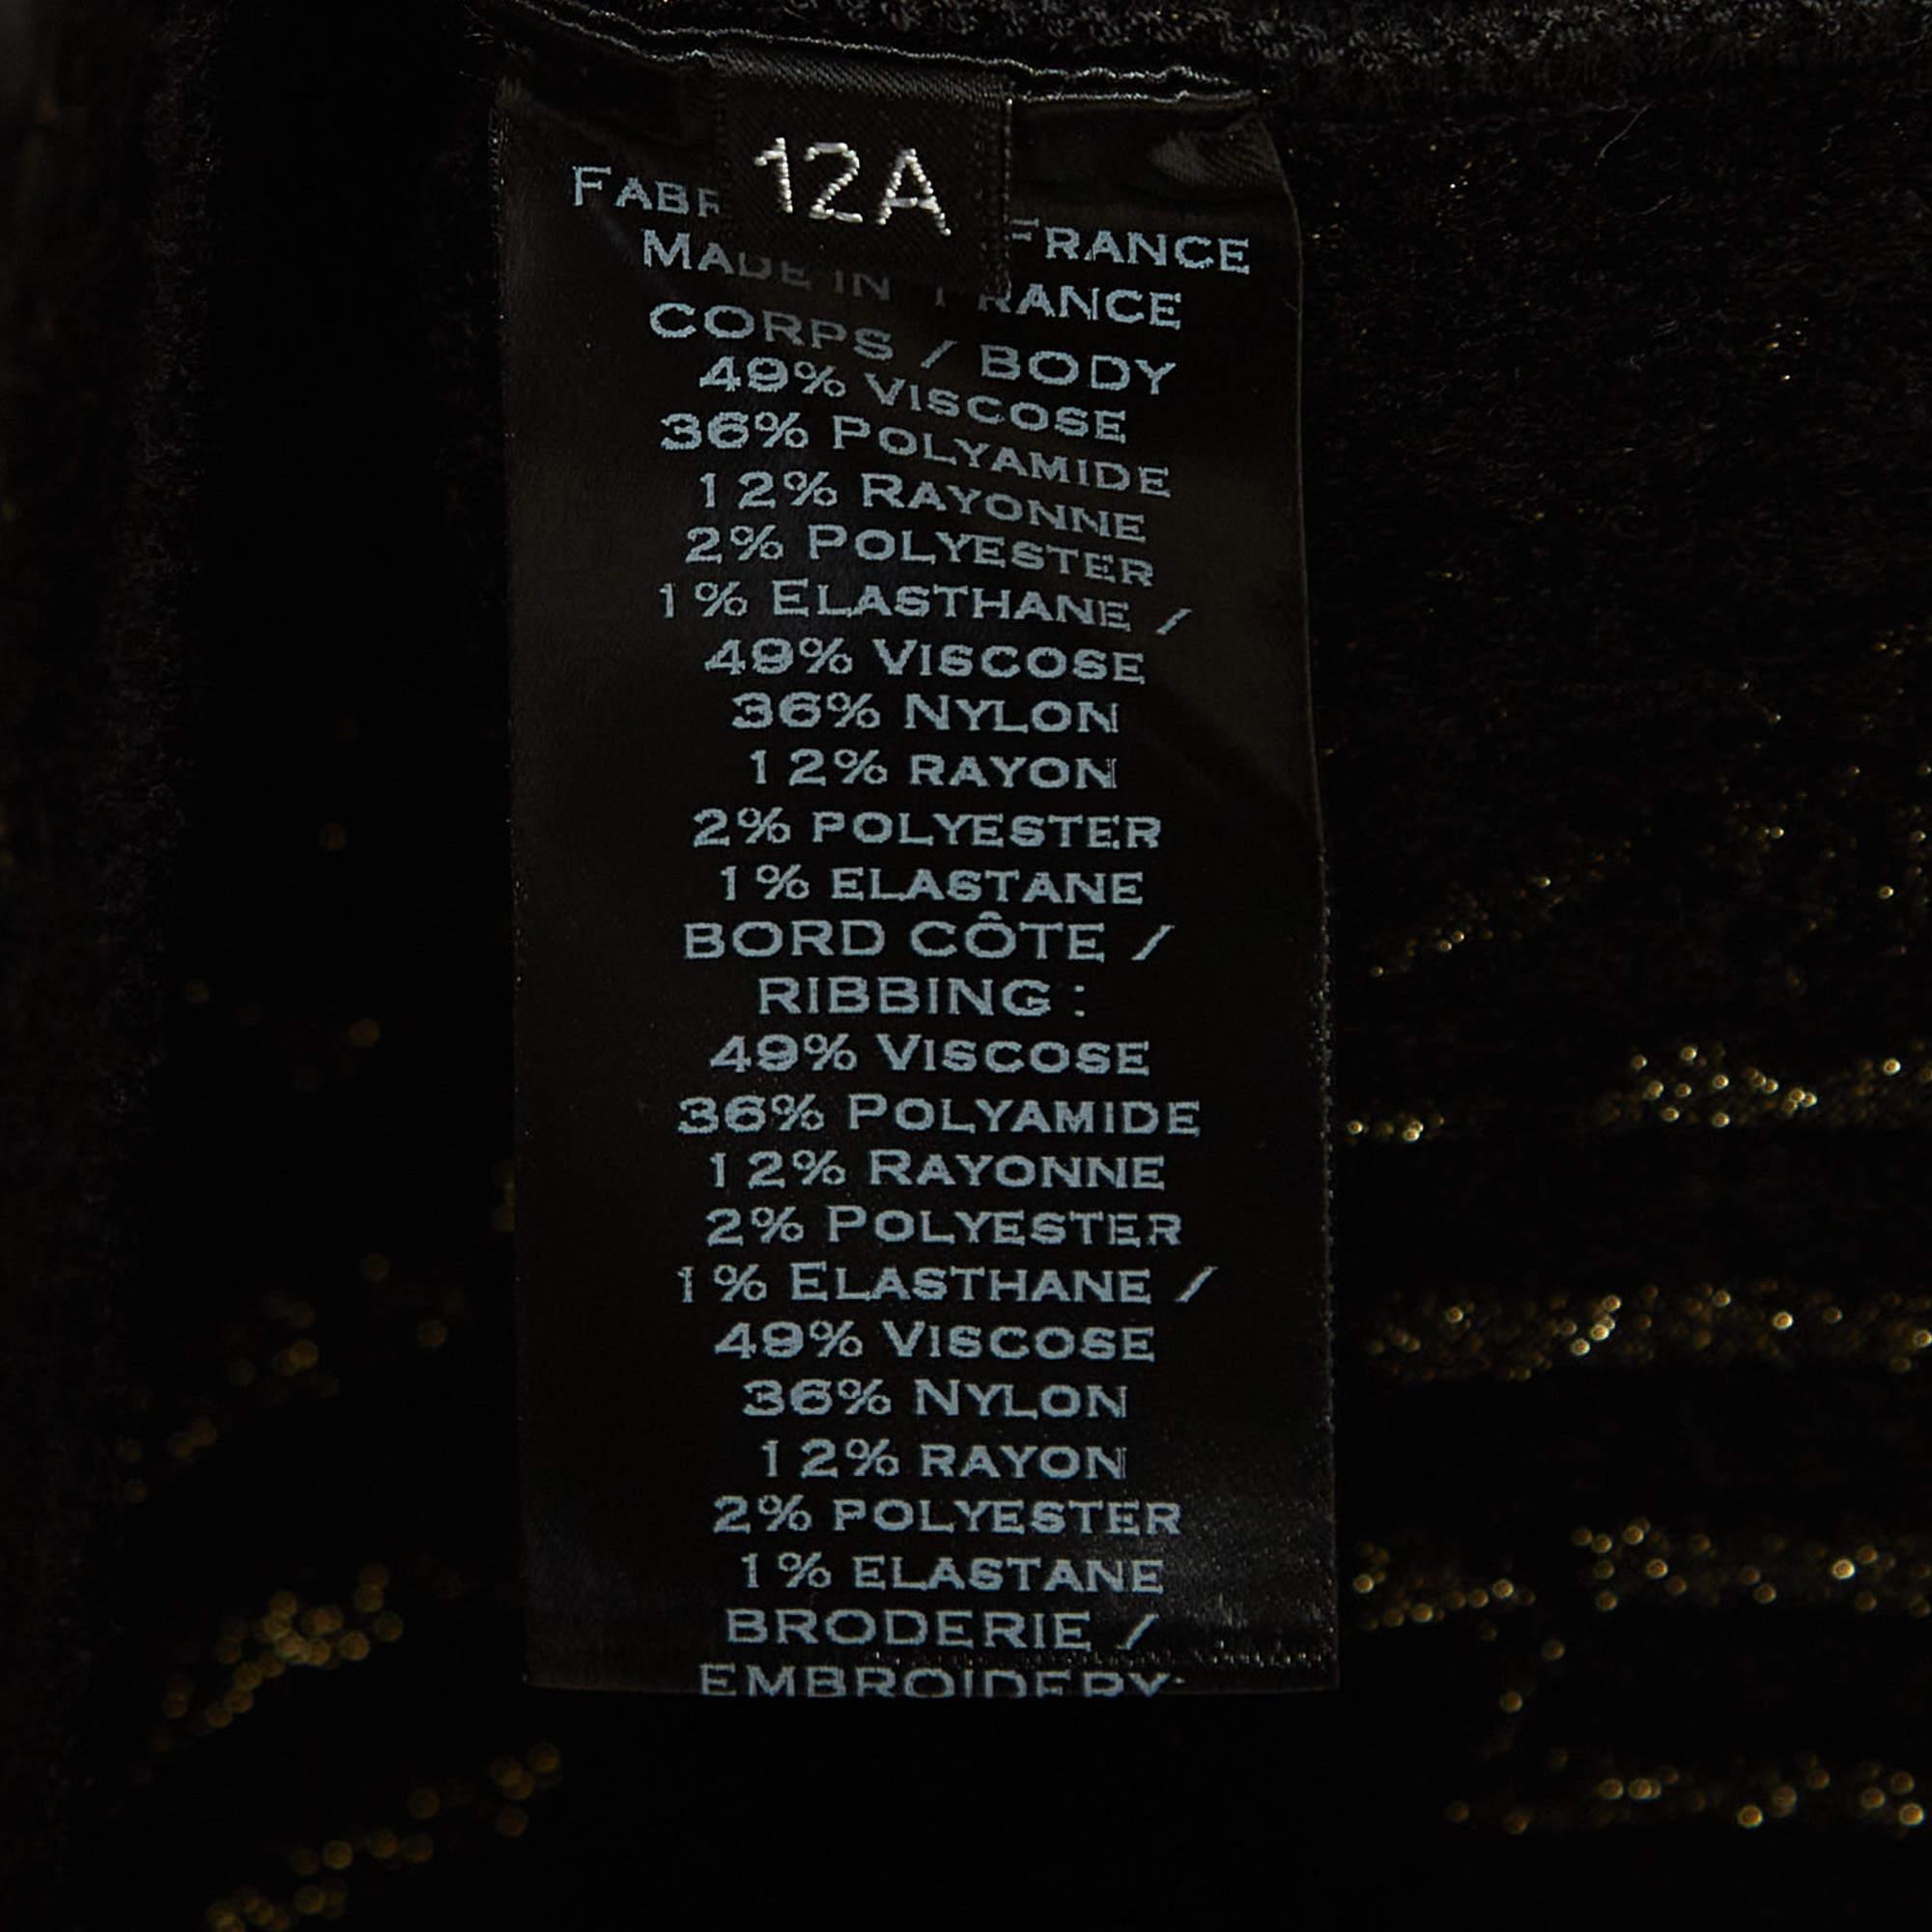 12A
FRANCE
MADE IN FRANCE
CORPS / BODY
49% VISCOSE
36% POLYAMIDE
12% RAYONNE
2% POLYESTER
1% ELASTHANE /
49% VISCOSE
36% NYLON
12% RAYON
2% POLYESTER
1% ELASTANE
BORD CÔTE /
RIBBING :
49% VISCOSE
36% POLYAMIDE
12% RAYONNE
2% POLYESTER
1% ELASTHANE /
49% VISCOSE
36% NYLON
12% RAYON
2% POLYESTER
1% ELASTANE
BRODERIE /
EMBROIDERY: